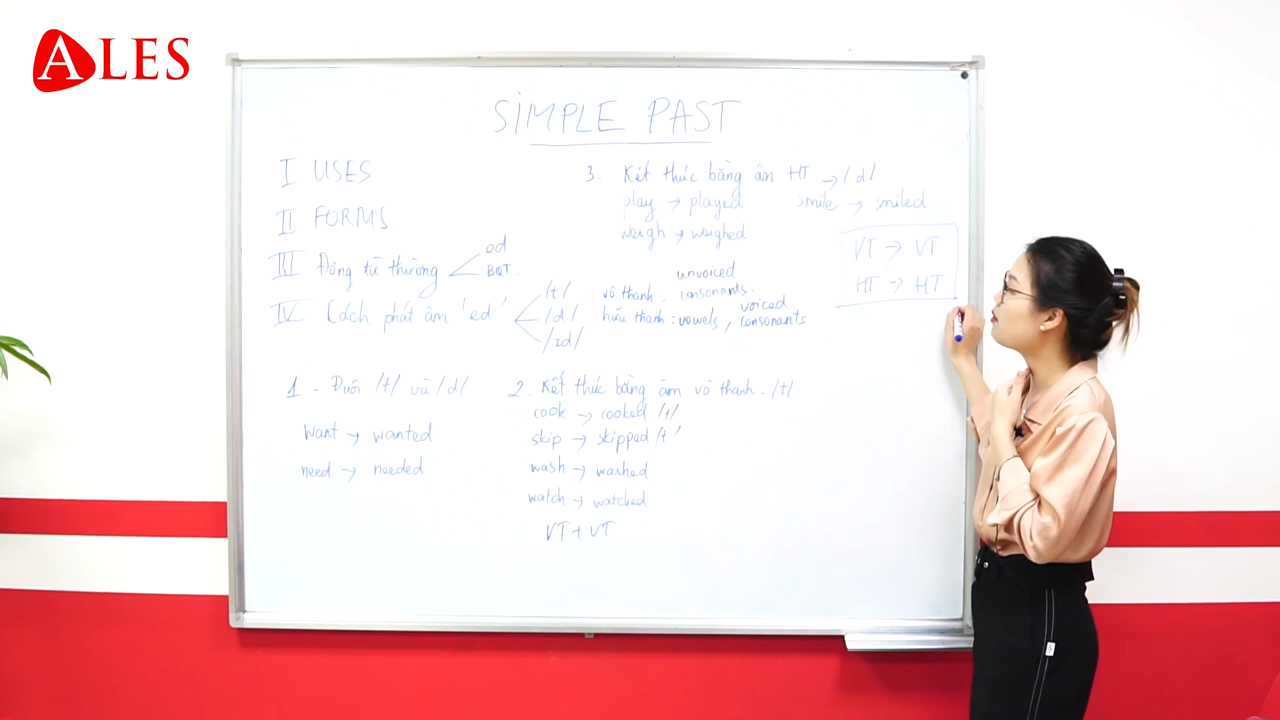 ALES
SIMPLE PAST
I USES
II FORMS
III Động từ thường
ed
BQT.
IV Cách phát âm 'ed'
/t/ : vô thanh : unvoiced consonants.
/d/ : hữu thanh : vowels, voiced consonants
/ɪd/
1. Đuôi /t/ và /d/
want → wanted
need → needed
2. Kết thúc bằng âm vô thanh. /t/
cook → cooked /t/
skip → skipped /t/
wash → washed
watch → watched
VT + VT
3. Kết thúc bằng âm HT → /d/
play → played smile → smiled
weigh → weighed
VT → VT
HT → HT